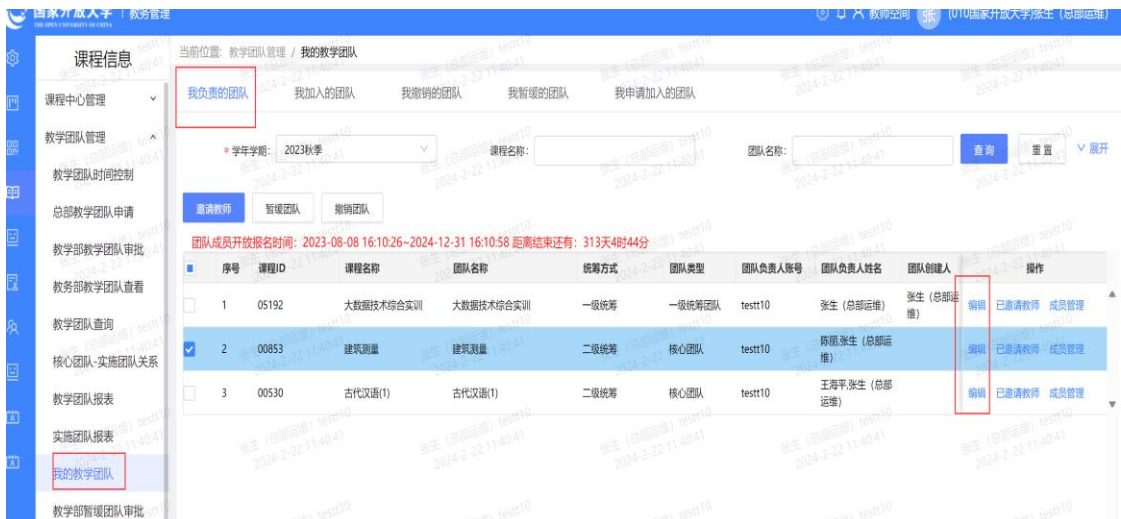 国家开放大学 | 教务管理
THE OPEN UNIVERSITY OF CHINA
教师空间 张 (010国家开放大学)张生 (总部运维)
课程信息
当前位置: 教学团队管理 / 我的教学团队
课程中心管理
我负责的团队 我加入的团队 我撤销的团队 我暂缓的团队 我申请加入的团队
教学团队管理
* 学年学期: 2023秋季 课程名称: 团队名称: 查询 重置 展开
教学团队时间控制
总部教学团队申请
邀请教师 暂缓团队 撤销团队
教学部教学团队审批
团队成员开放报名时间: 2023-08-08 16:10:26~2024-12-31 16:10:58 距离结束还有: 313天4时44分
序号 课程ID 课程名称 团队名称 统筹方式 团队类型 团队负责人账号 团队负责人姓名 团队创建人 操作
教务部教学团队查看
1 05192 大数据技术综合实训 大数据技术综合实训 一级统筹 一级统筹团队 testt10 张生 (总部运维) 张生 (总部运维) 编辑 已邀请教师 成员管理
教学团队查询
2 00853 建筑测量 建筑测量 二级统筹 核心团队 testt10 陈丽,张生 (总部运维) 编辑 已邀请教师 成员管理
核心团队-实施团队关系
3 00530 古代汉语(1) 古代汉语(1) 二级统筹 核心团队 testt10 王海平,张生 (总部运维) 编辑 已邀请教师 成员管理
教学团队报表
实施团队报表
我的教学团队
教学部暂缓团队审批
张生 (总部运维) testt10
2024-2-22 11:40:41